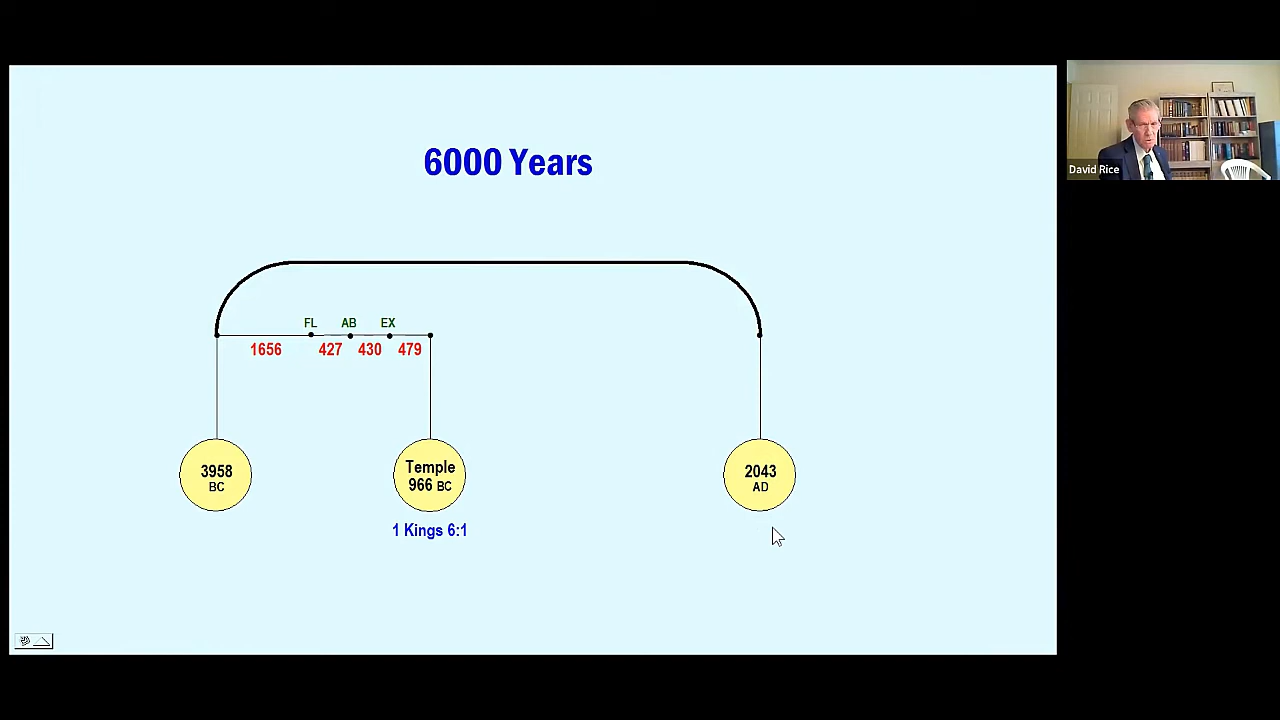 6000 Years
David Rice
FL AB EX
1656 427 430 479
3958
BC
Temple
966 BC
2043
AD
1 Kings 6:1